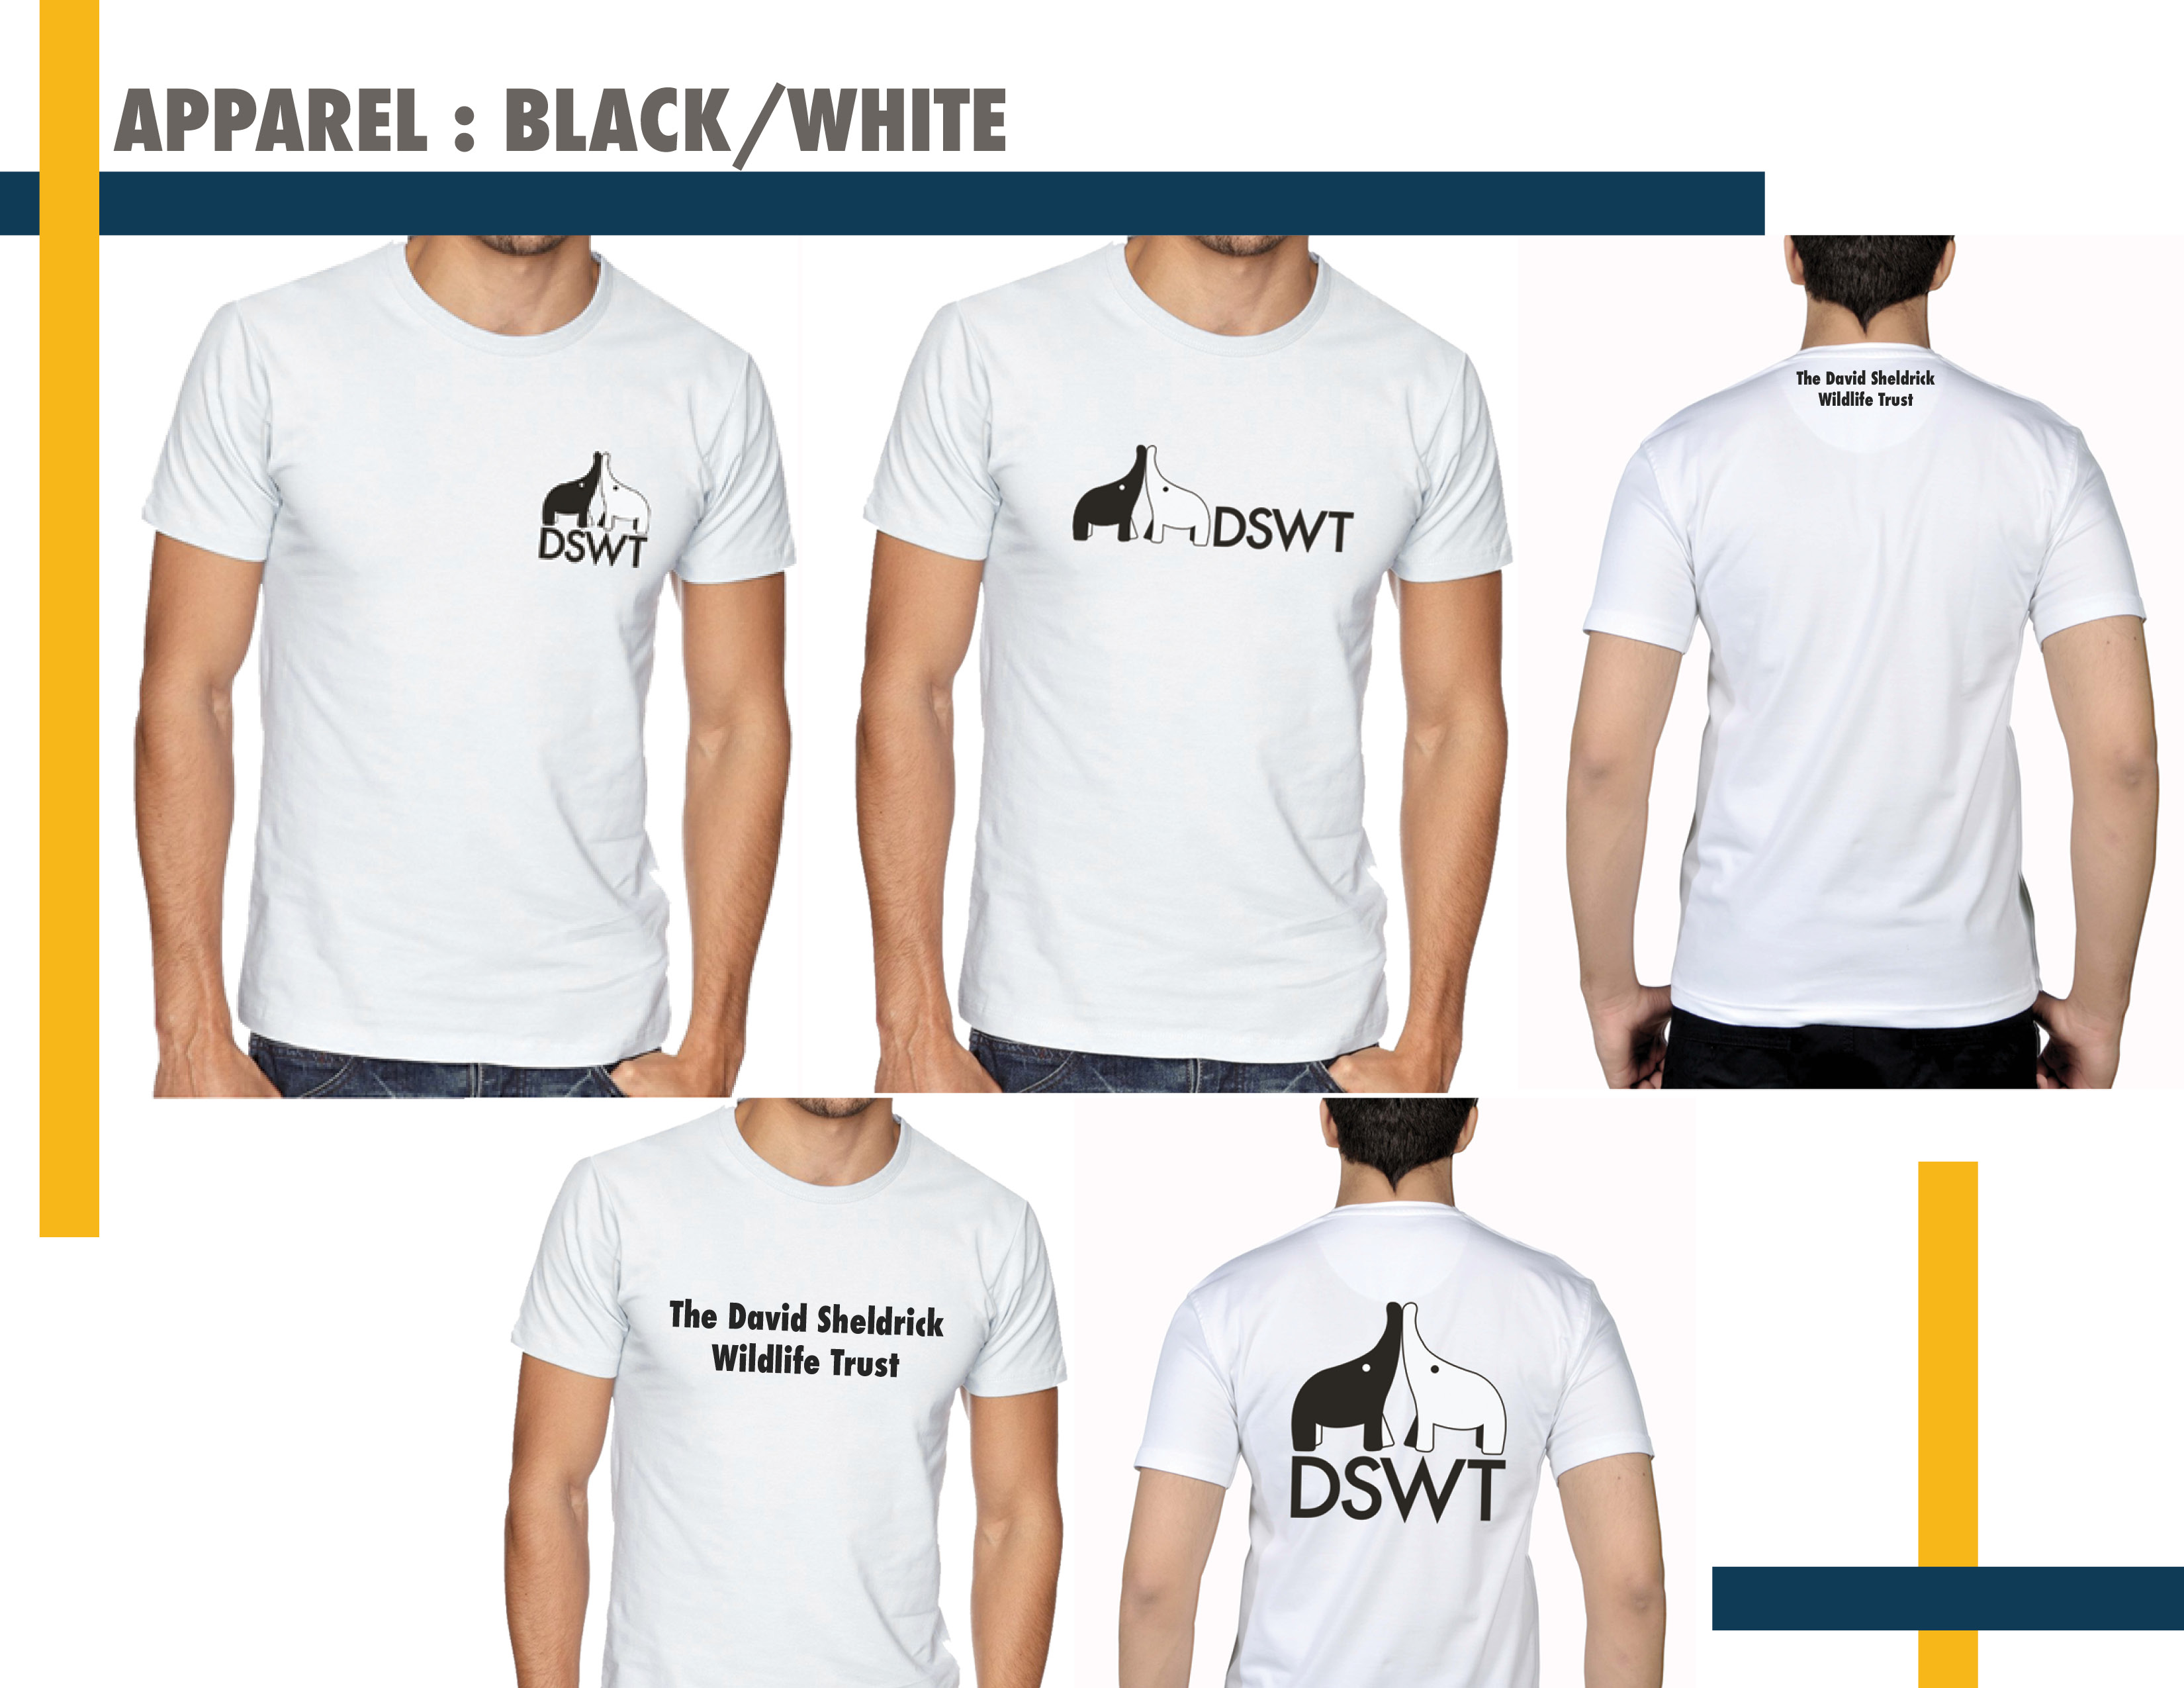 APPAREL : BLACK/WHITE
DSWT
DSWT
The David Sheldrick
Wildlife Trust
The David Sheldrick
Wildlife Trust
DSWT